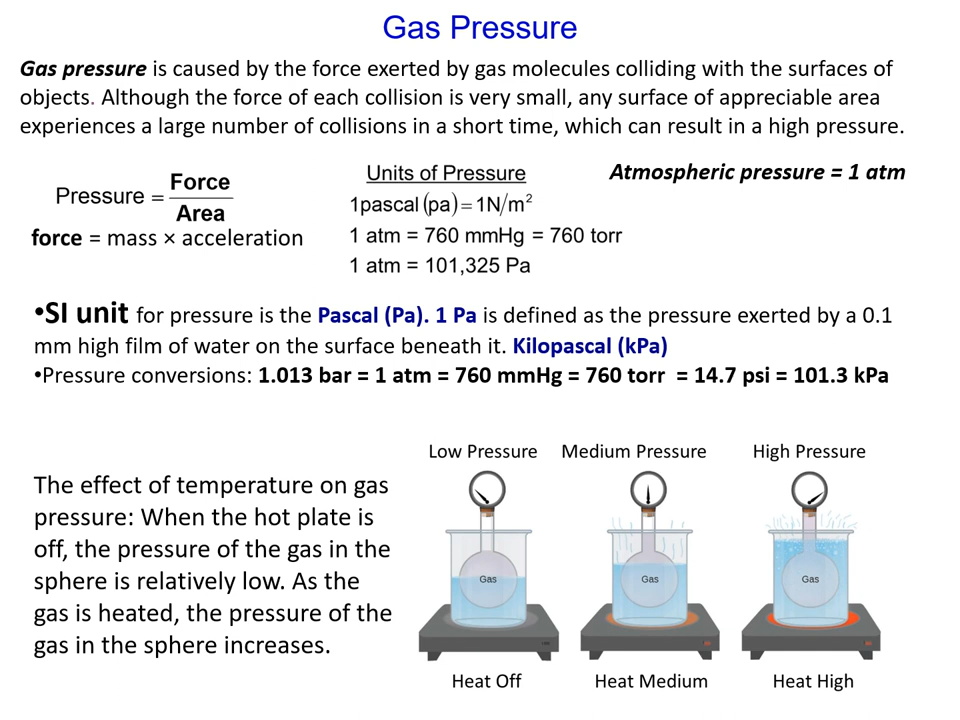 Gas Pressure
Gas pressure is caused by the force exerted by gas molecules colliding with the surfaces of
objects. Although the force of each collision is very small, any surface of appreciable area
experiences a large number of collisions in a short time, which can result in a high pressure.
Pressure = Force / Area
force = mass × acceleration
Units of Pressure
1pascal (pa) = 1N/m²
1 atm = 760 mmHg = 760 torr
1 atm = 101,325 Pa
Atmospheric pressure = 1 atm
•SI unit for pressure is the Pascal (Pa). 1 Pa is defined as the pressure exerted by a 0.1
mm high film of water on the surface beneath it. Kilopascal (kPa)
•Pressure conversions: 1.013 bar = 1 atm = 760 mmHg = 760 torr = 14.7 psi = 101.3 kPa
The effect of temperature on gas
pressure: When the hot plate is
off, the pressure of the gas in the
sphere is relatively low. As the
gas is heated, the pressure of the
gas in the sphere increases.
Low Pressure Medium Pressure High Pressure
Gas Gas Gas
Heat Off Heat Medium Heat High